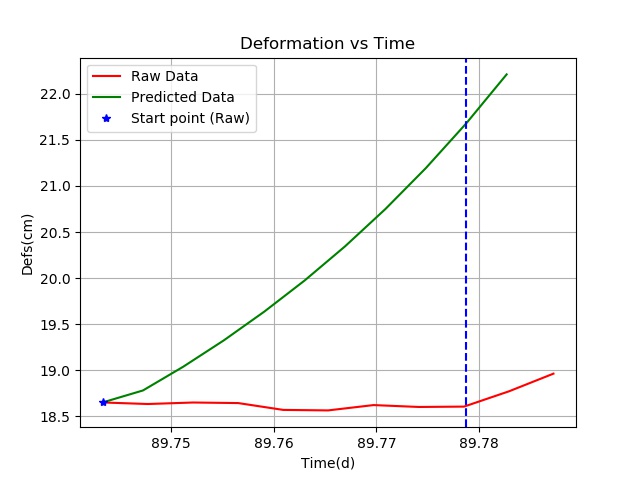 Deformation vs Time
Raw Data
Predicted Data
Start point (Raw)
22.0
21.5
21.0
20.5
20.0
19.5
19.0
18.5
Defs(cm)
89.75 89.76 89.77 89.78
Time(d)